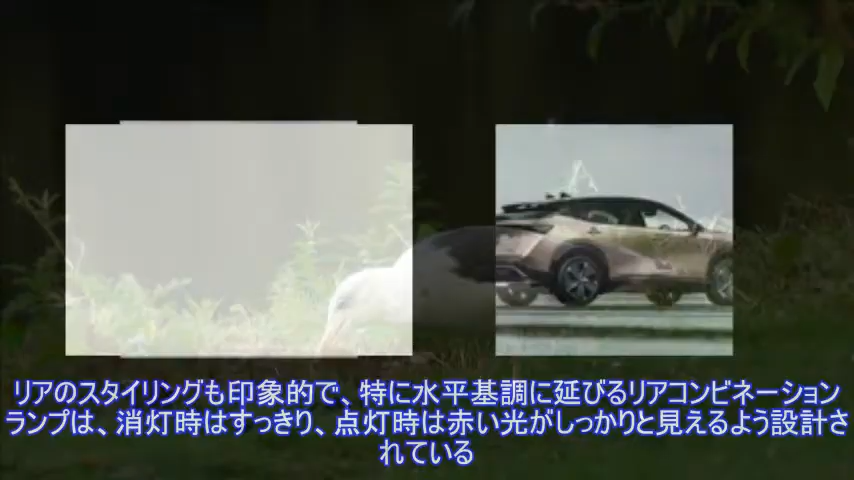 リアのスタイリングも印象的で、特に水平基調に延びるリアコンビネーション
ランプは、消灯時はすっきり、点灯時は赤い光がしっかりと見えるよう設計さ
れている